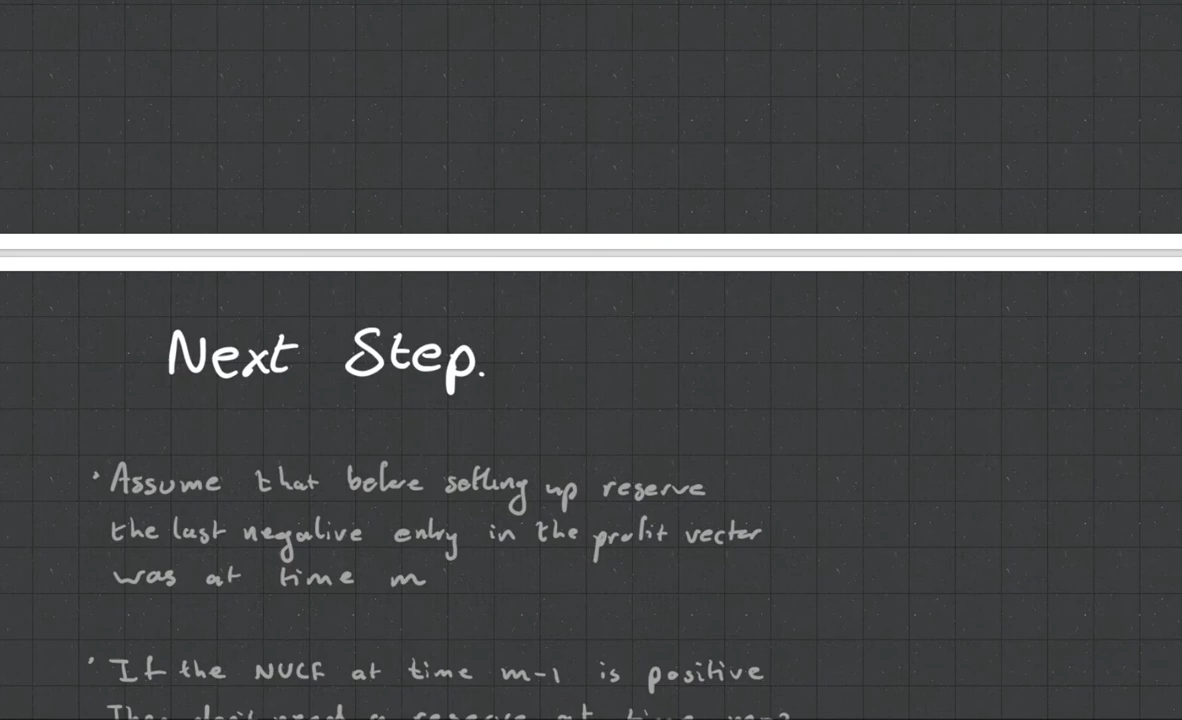 Next Step.
· Assume that before setting up reserve
the last negative entry in the profit vector
was at time m
· If the NUCF at time m-1 is positive